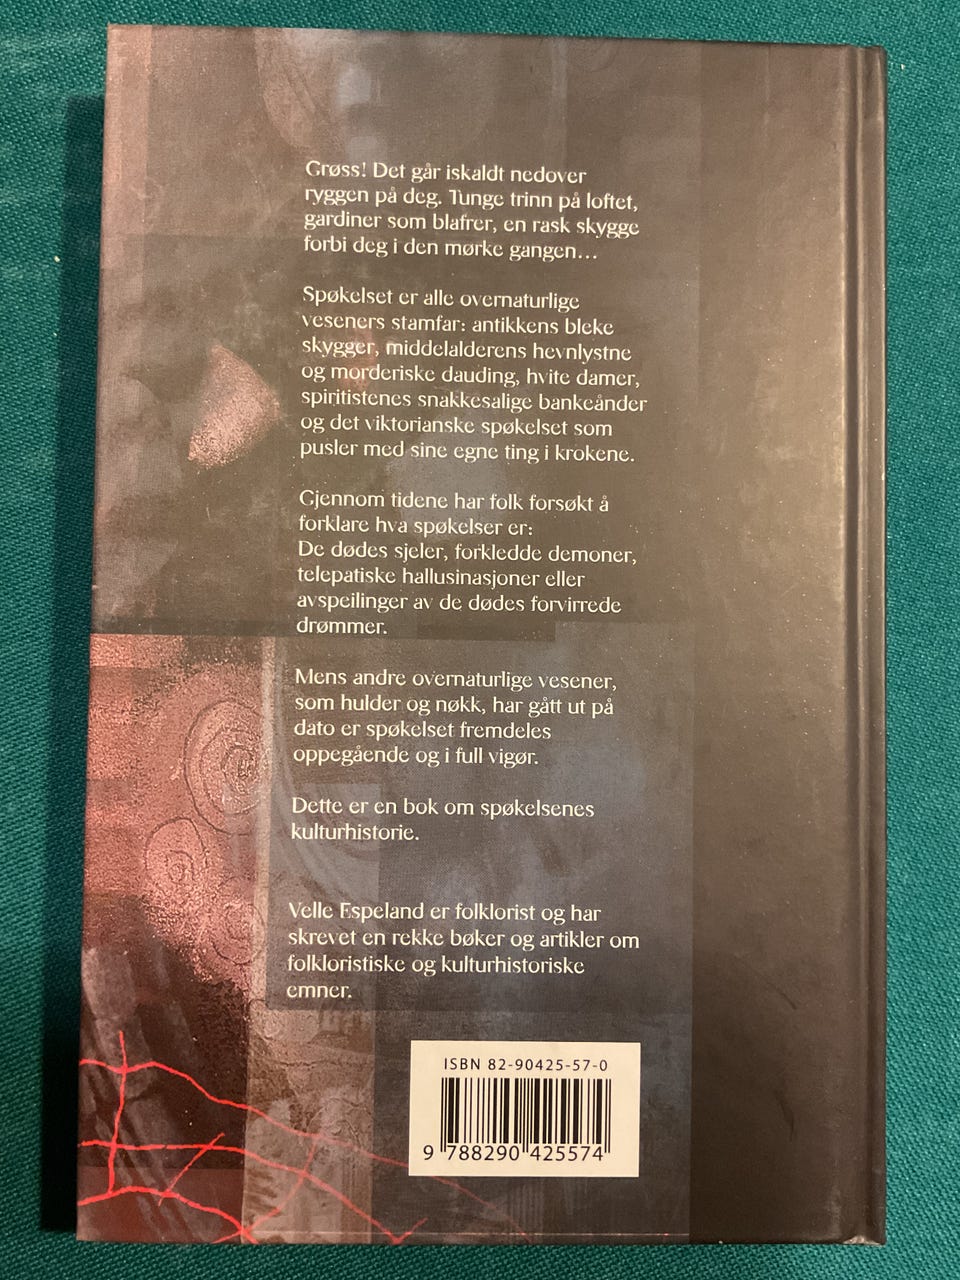 Grøss! Det går iskaldt nedover
ryggen på deg. Tunge trinn på loftet,
gardiner som blafrer, en rask skygge
forbi deg i den mørke gangen...
Spøkelset er alle overnaturlige
veseners stamfar: antikkens bleke
skygger, middelalderens hevnlystne
og morderiske dauding, hvite damer,
spiritistenes snakkesalige bankeånder
og det viktorianske spøkelset som
pusler med sine egne ting i krokene.
Gjennom tidene har folk forsøkt å
forklare hva spøkelser er:
De dødes sjeler, forkledde demoner,
telepatiske hallusinasjoner eller
avspeilinger av de dødes forvirrede
drømmer.
Mens andre overnaturlige vesener,
som hulder og nøkk, har gått ut på
dato er spøkelset fremdeles
oppegående og i full vigør.
Dette er en bok om spøkelsenes
kulturhistorie.
Velle Espeland er folklorist og har
skrevet en rekke bøker og artikler om
folkloristiske og kulturhistoriske
emner.
ISBN 82-90425-57-0
9 788290 425574